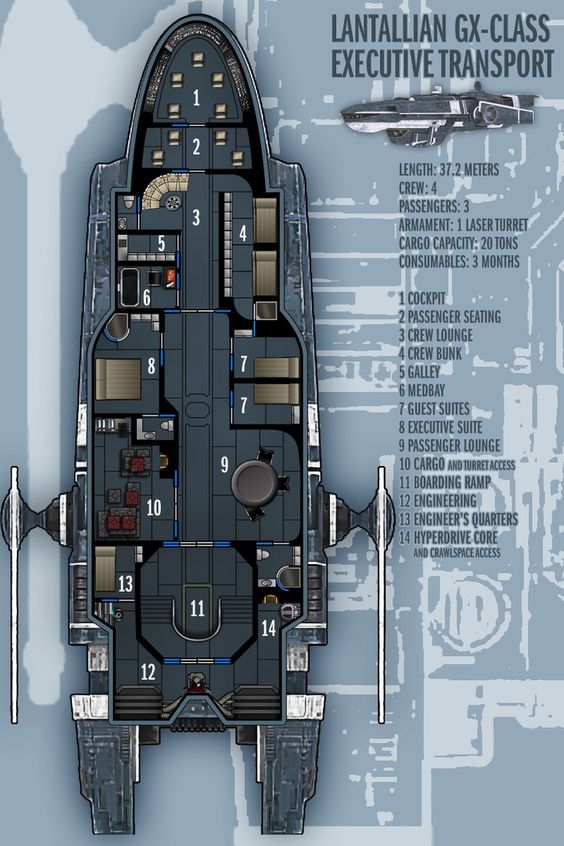 LANTALLIAN GX-CLASS
EXECUTIVE TRANSPORT
LENGTH: 37.2 METERS
CREW: 4
PASSENGERS: 3
ARMAMENT: 1 LASER TURRET
CARGO CAPACITY: 20 TONS
CONSUMABLES: 3 MONTHS
1 COCKPIT
2 PASSENGER SEATING
3 CREW LOUNGE
4 CREW BUNK
5 GALLEY
6 MEDBAY
7 GUEST SUITES
8 EXECUTIVE SUITE
9 PASSENGER LOUNGE
10 CARGO AND TURRET ACCESS
11 BOARDING RAMP
12 ENGINEERING
13 ENGINEER'S QUARTERS
14 HYPERDRIVE CORE
AND CRAWLSPACE ACCESS
1
2
3
4
5
6
7
8
7
9
10
13
11
14
12